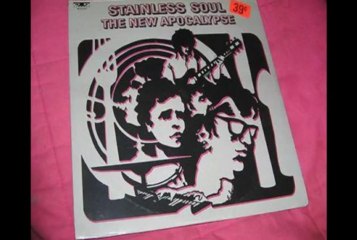 STAINLESS SOUL
THE NEW APOCALYPSE
39¢